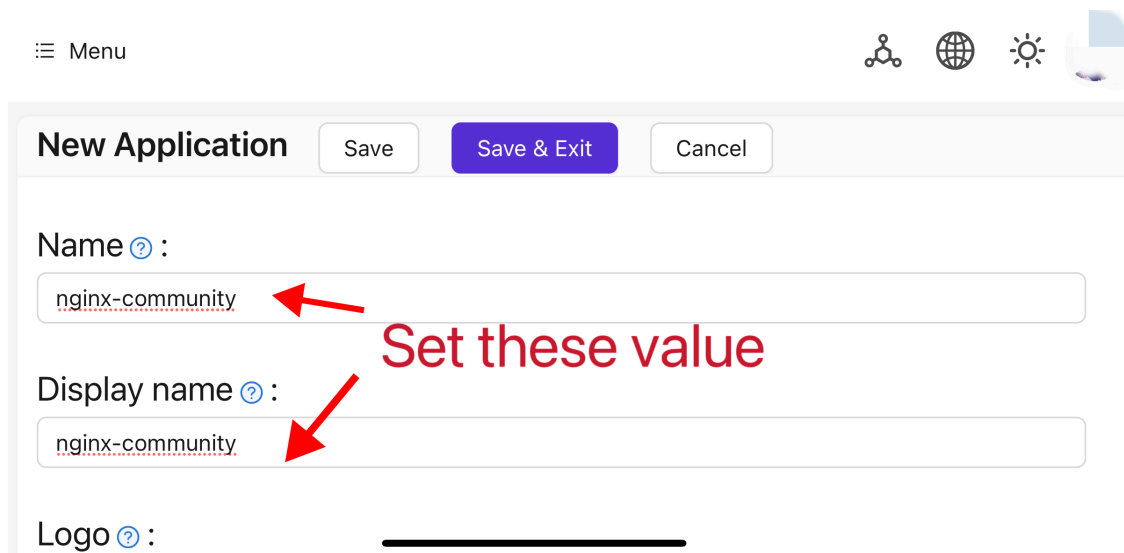 Menu
New Application Save Save & Exit Cancel
Name ? :
nginx-community
Set these value
Display name ? :
nginx-community
Logo ? :